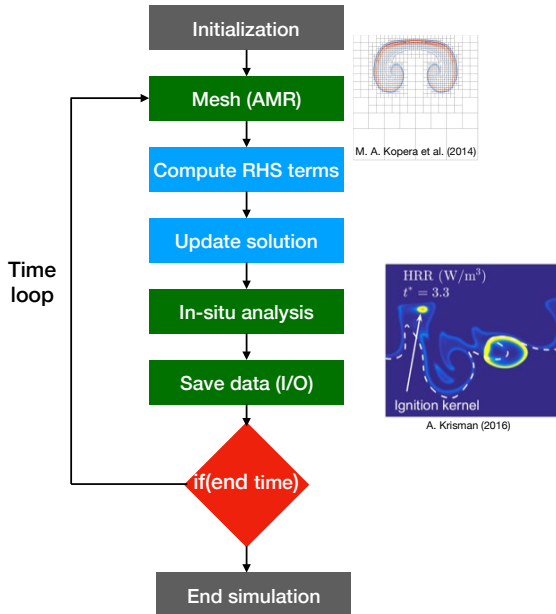 Initialization
Mesh (AMR)
M. A. Kopera et al. (2014)
Compute RHS terms
Update solution
Time
loop
HRR (W/m³)
t* = 3.3
In-situ analysis
Save data (I/O)
Ignition kernel
A. Krisman (2016)
if(end time)
End simulation